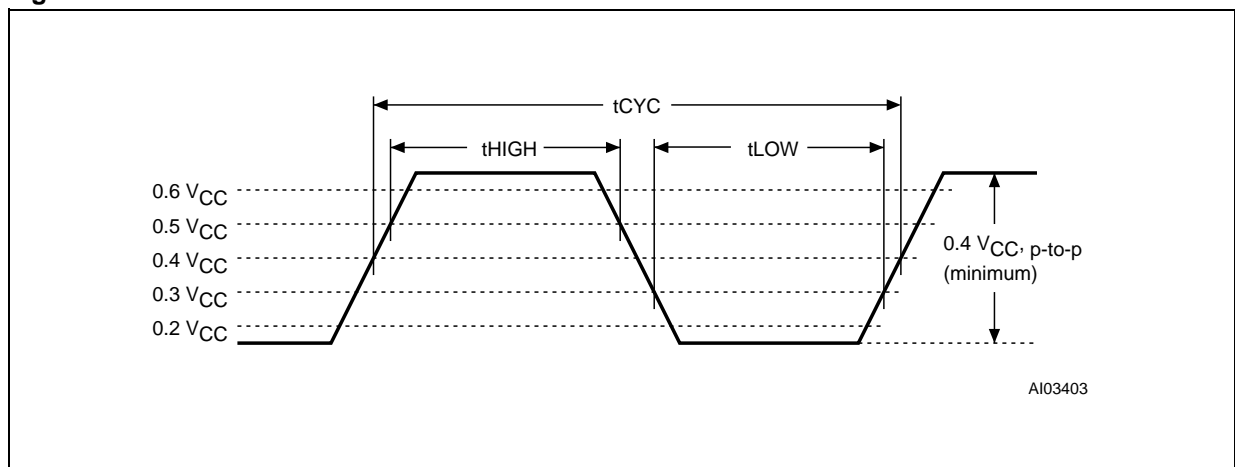 tCYC
tHIGH
tLOW
0.6 VCC
0.5 VCC
0.4 VCC
0.3 VCC
0.2 VCC
0.4 VCC, p-to-p
(minimum)
AI03403